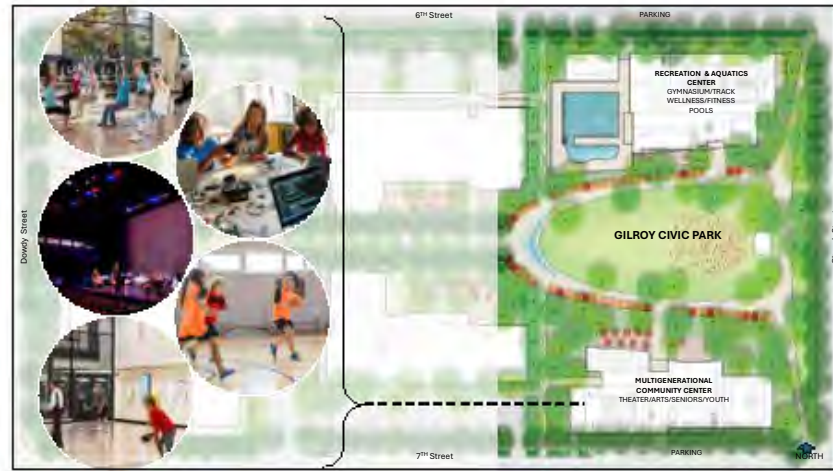 6TH Street
PARKING
RECREATION & AQUATICS
CENTER
GYMNASIUM/TRACK
WELLNESS/FITNESS
POOLS
Dowdy Street
GILROY CIVIC PARK
MULTIGENERATIONAL
COMMUNITY CENTER
THEATER/ARTS/SENIORS/YOUTH
7TH Street
PARKING
NORTH